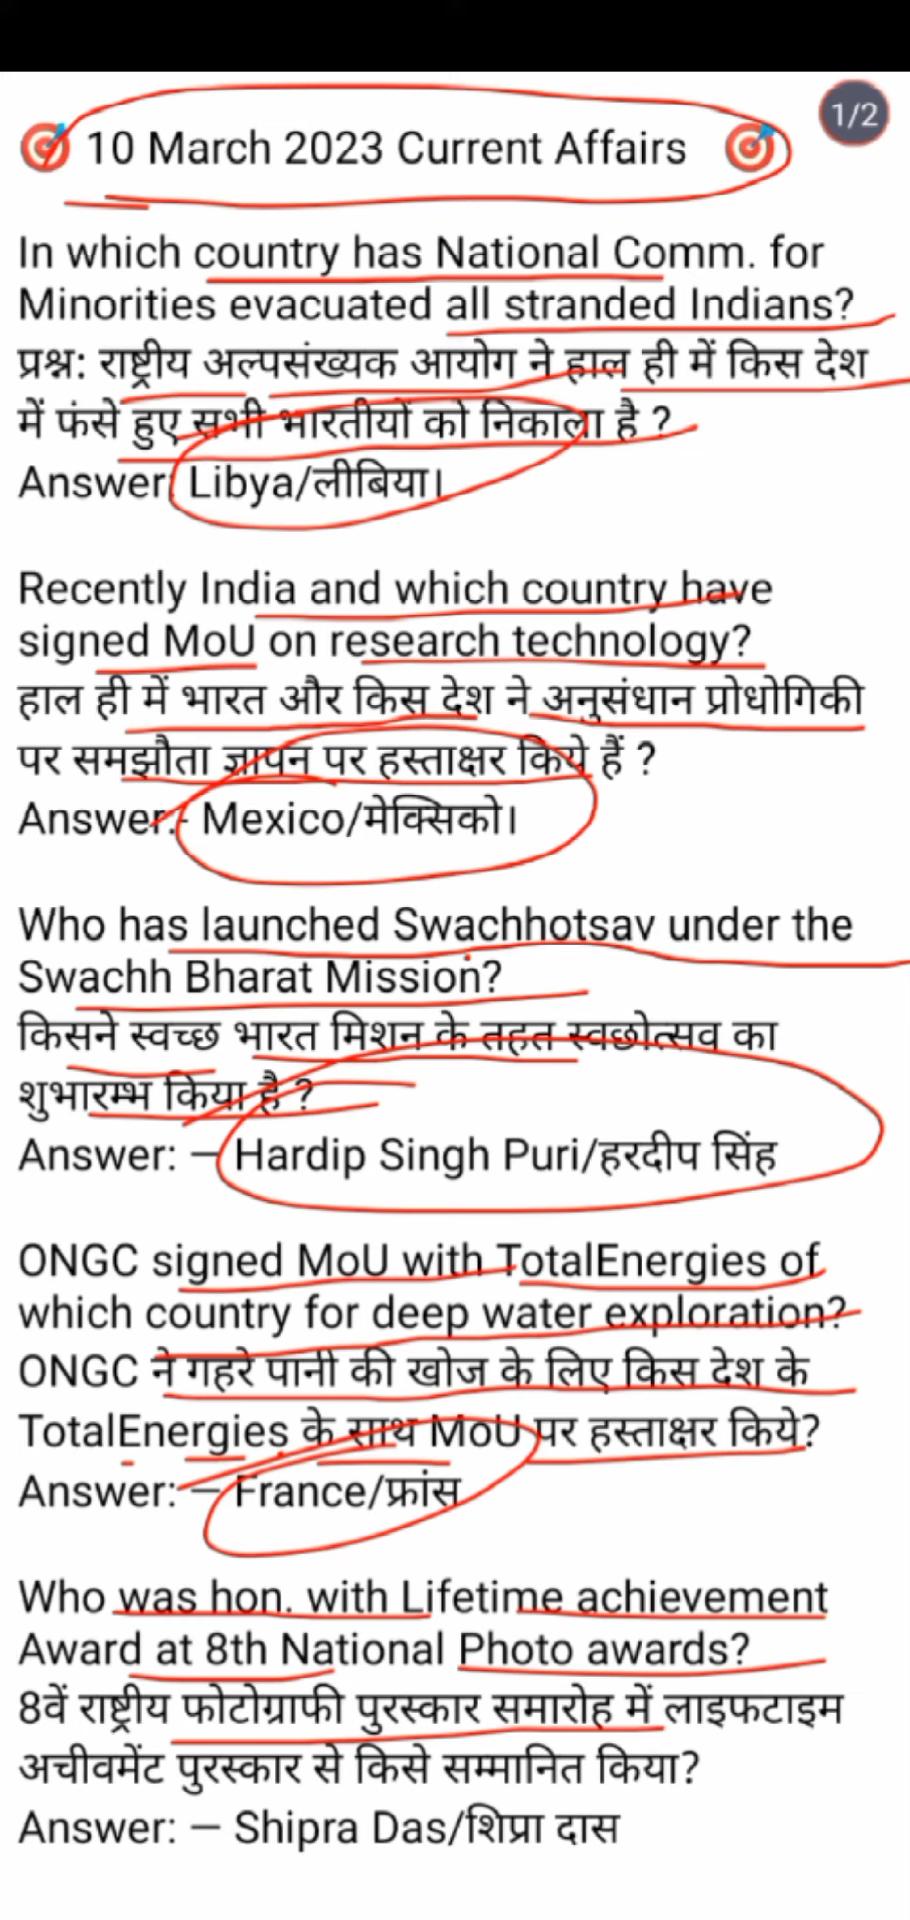 1/2
🎯 10 March 2023 Current Affairs 🎯
In which country has National Comm. for
Minorities evacuated all stranded Indians?
प्रश्न: राष्ट्रीय अल्पसंख्यक आयोग ने हाल ही में किस देश
में फंसे हुए सभी भारतीयों को निकाला है ?
Answer: Libya/लीबिया।
Recently India and which country have
signed MoU on research technology?
हाल ही में भारत और किस देश ने अनुसंधान प्रोधोगिकी
पर समझौता ज्ञापन पर हस्ताक्षर किये हैं ?
Answer:- Mexico/मेक्सिको।
Who has launched Swachhotsav under the
Swachh Bharat Mission?
किसने स्वच्छ भारत मिशन के तहत स्वछोत्सव का
शुभारम्भ किया है ?
Answer: – Hardip Singh Puri/हरदीप सिंह
ONGC signed MoU with TotalEnergies of
which country for deep water exploration?
ONGC ने गहरे पानी की खोज के लिए किस देश के
TotalEnergies के साथ MoU पर हस्ताक्षर किये?
Answer: – France/फ्रांस
Who was hon. with Lifetime achievement
Award at 8th National Photo awards?
8वें राष्ट्रीय फोटोग्राफी पुरस्कार समारोह में लाइफटाइम
अचीवमेंट पुरस्कार से किसे सम्मानित किया?
Answer: – Shipra Das/शिप्रा दास